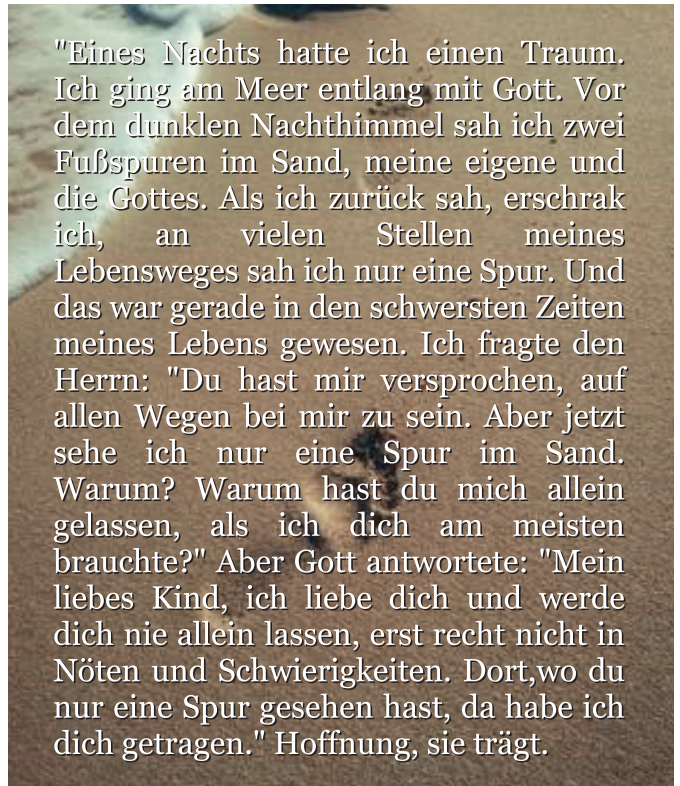 "Eines Nachts hatte ich einen Traum.
Ich ging am Meer entlang mit Gott. Vor
dem dunklen Nachthimmel sah ich zwei
Fußspuren im Sand, meine eigene und
die Gottes. Als ich zurück sah, erschrak
ich, an vielen Stellen meines
Lebensweges sah ich nur eine Spur. Und
das war gerade in den schwersten Zeiten
meines Lebens gewesen. Ich fragte den
Herrn: "Du hast mir versprochen, auf
allen Wegen bei mir zu sein. Aber jetzt
sehe ich nur eine Spur im Sand.
Warum? Warum hast du mich allein
gelassen, als ich dich am meisten
brauchte?" Aber Gott antwortete: "Mein
liebes Kind, ich liebe dich und werde
dich nie allein lassen, erst recht nicht in
Nöten und Schwierigkeiten. Dort,wo du
nur eine Spur gesehen hast, da habe ich
dich getragen." Hoffnung, sie trägt.